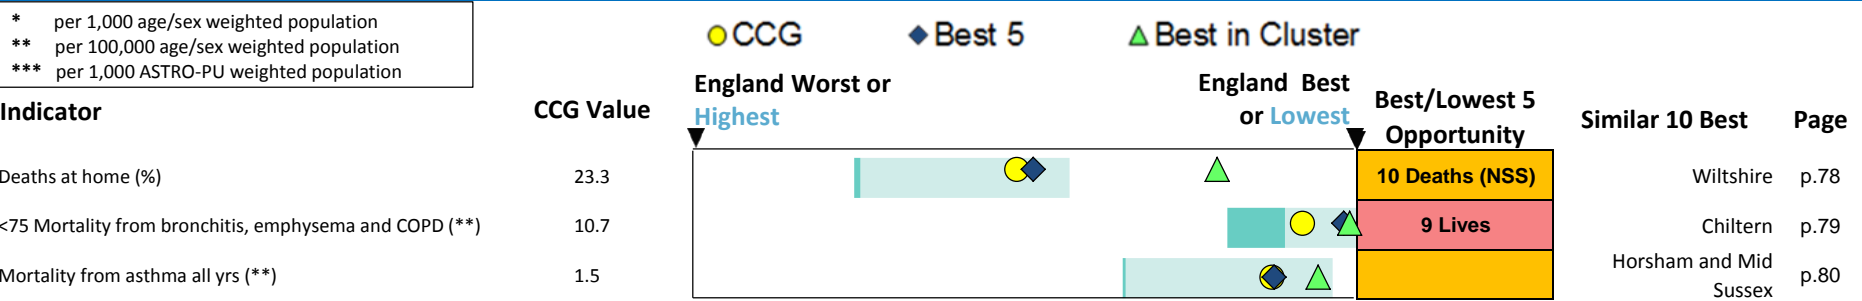 * per 1,000 age/sex weighted population
** per 100,000 age/sex weighted population
*** per 1,000 ASTRO-PU weighted population
CCG Best 5 Best in Cluster
Indicator
CCG Value
England Worst or
Highest
England Best
or Lowest
Best/Lowest 5
Opportunity
Similar 10 Best
Page
Deaths at home (%) 23.3 10 Deaths (NSS) Wiltshire p.78
<75 Mortality from bronchitis, emphysema and COPD (**) 10.7 9 Lives Chiltern p.79
Mortality from asthma all yrs (**) 1.5 Horsham and Mid
Sussex p.80